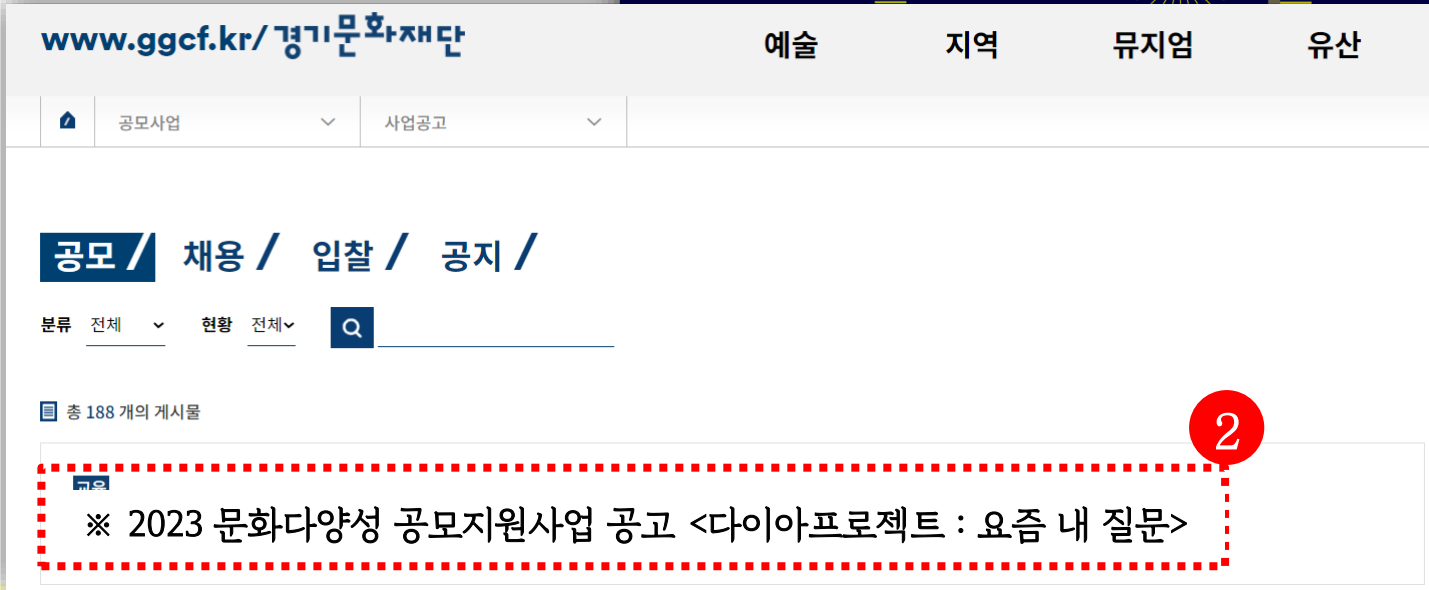 www.ggcf.kr/경기문화재단 예술 지역 뮤지엄 유산
공모사업 사업공고
공모 / 채용 / 입찰 / 공지 /
분류 전체 현황 전체
총 188 개의 게시물
2
교육
※ 2023 문화다양성 공모지원사업 공고 <다이아프로젝트 : 요즘 내 질문>